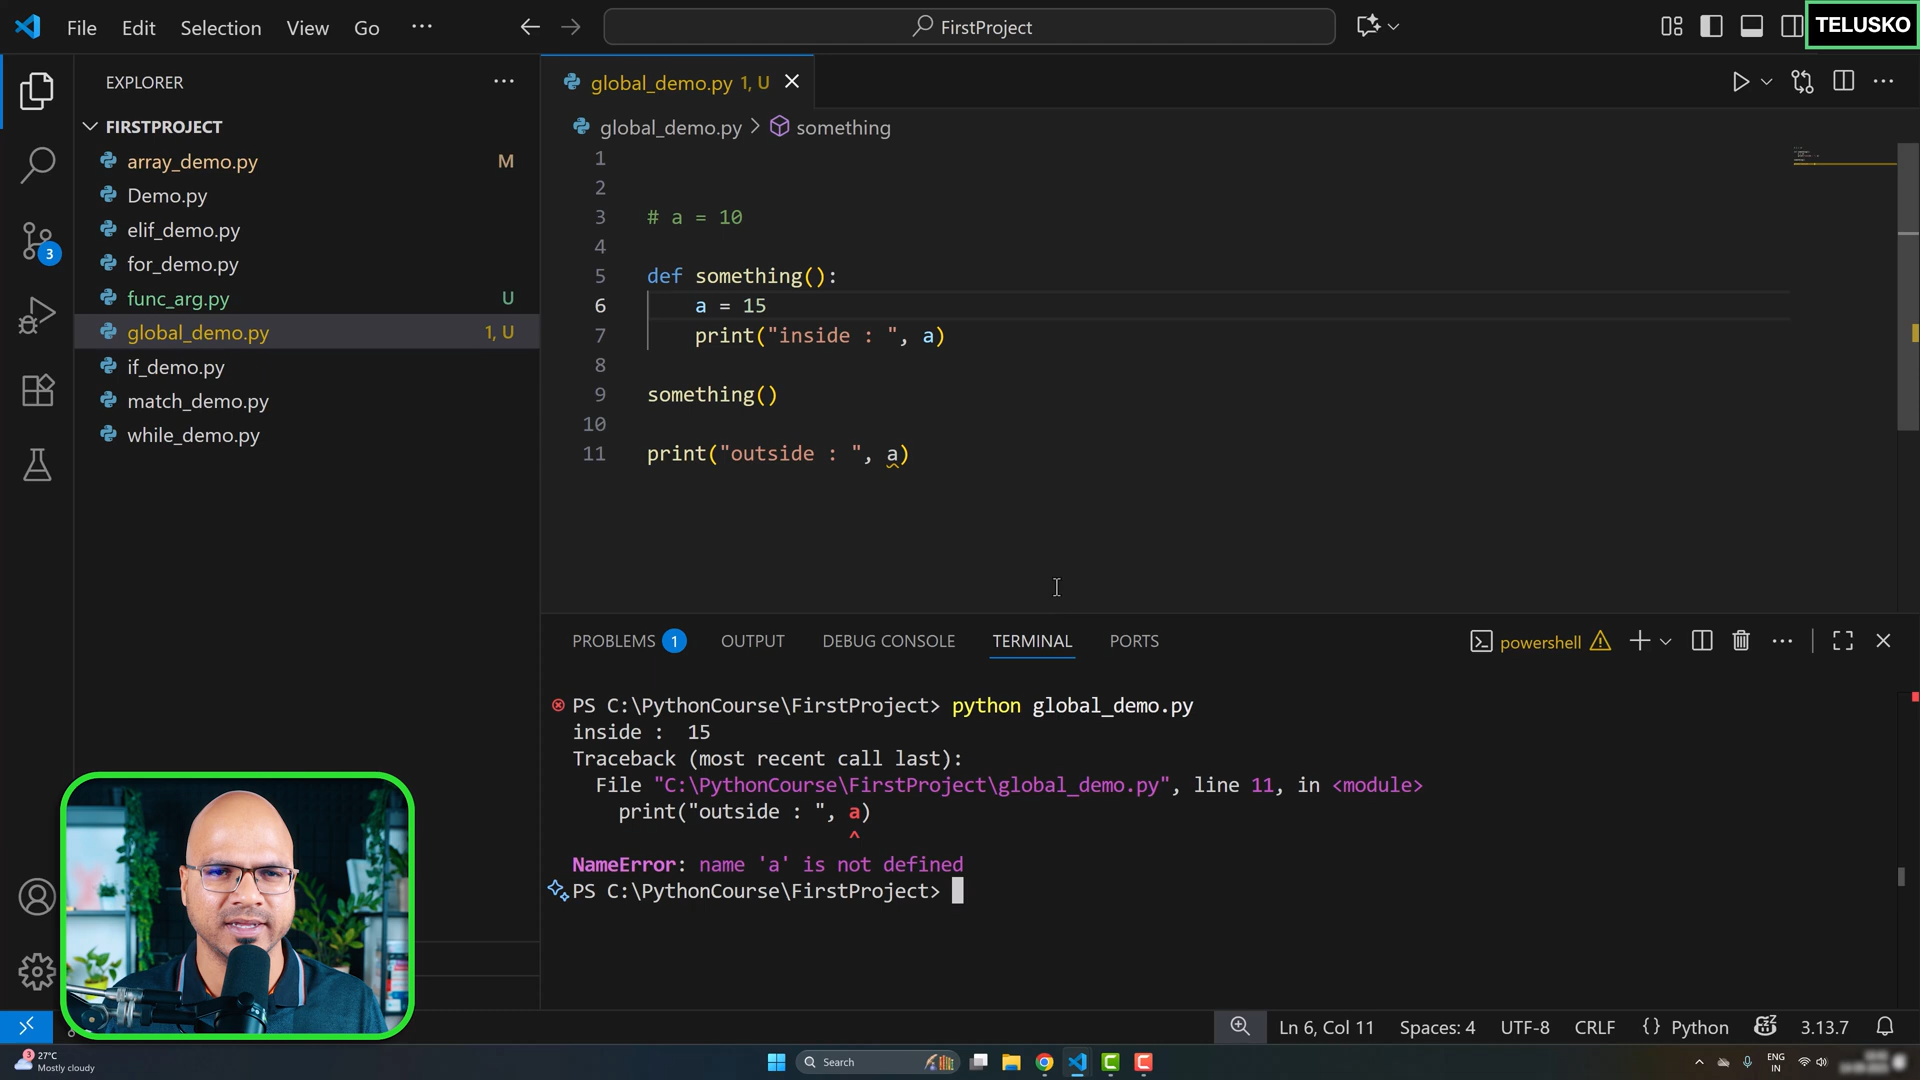 File Edit Selection View Go ··· FirstProject TELUSKO
EXPLORER
FIRSTPROJECT
array_demo.py M
Demo.py
elif_demo.py
for_demo.py
func_arg.py U
global_demo.py 1, U
if_demo.py
match_demo.py
while_demo.py
3
global_demo.py 1, U
global_demo.py > something
1
2
3 # a = 10
4
5 def something():
6 a = 15
7 print("inside : ", a)
8
9 something()
10
11 print("outside : ", a)
PROBLEMS 1 OUTPUT DEBUG CONSOLE TERMINAL PORTS powershell
PS C:\PythonCourse\FirstProject> python global_demo.py
inside :  15
Traceback (most recent call last):
File "C:\PythonCourse\FirstProject\global_demo.py", line 11, in <module>
print("outside : ", a)
^
NameError: name 'a' is not defined
PS C:\PythonCourse\FirstProject>
Ln 6, Col 11 Spaces: 4 UTF-8 CRLF {} Python 3.13.7
3 27°C
Mostly cloudy
Search
ENG
IN